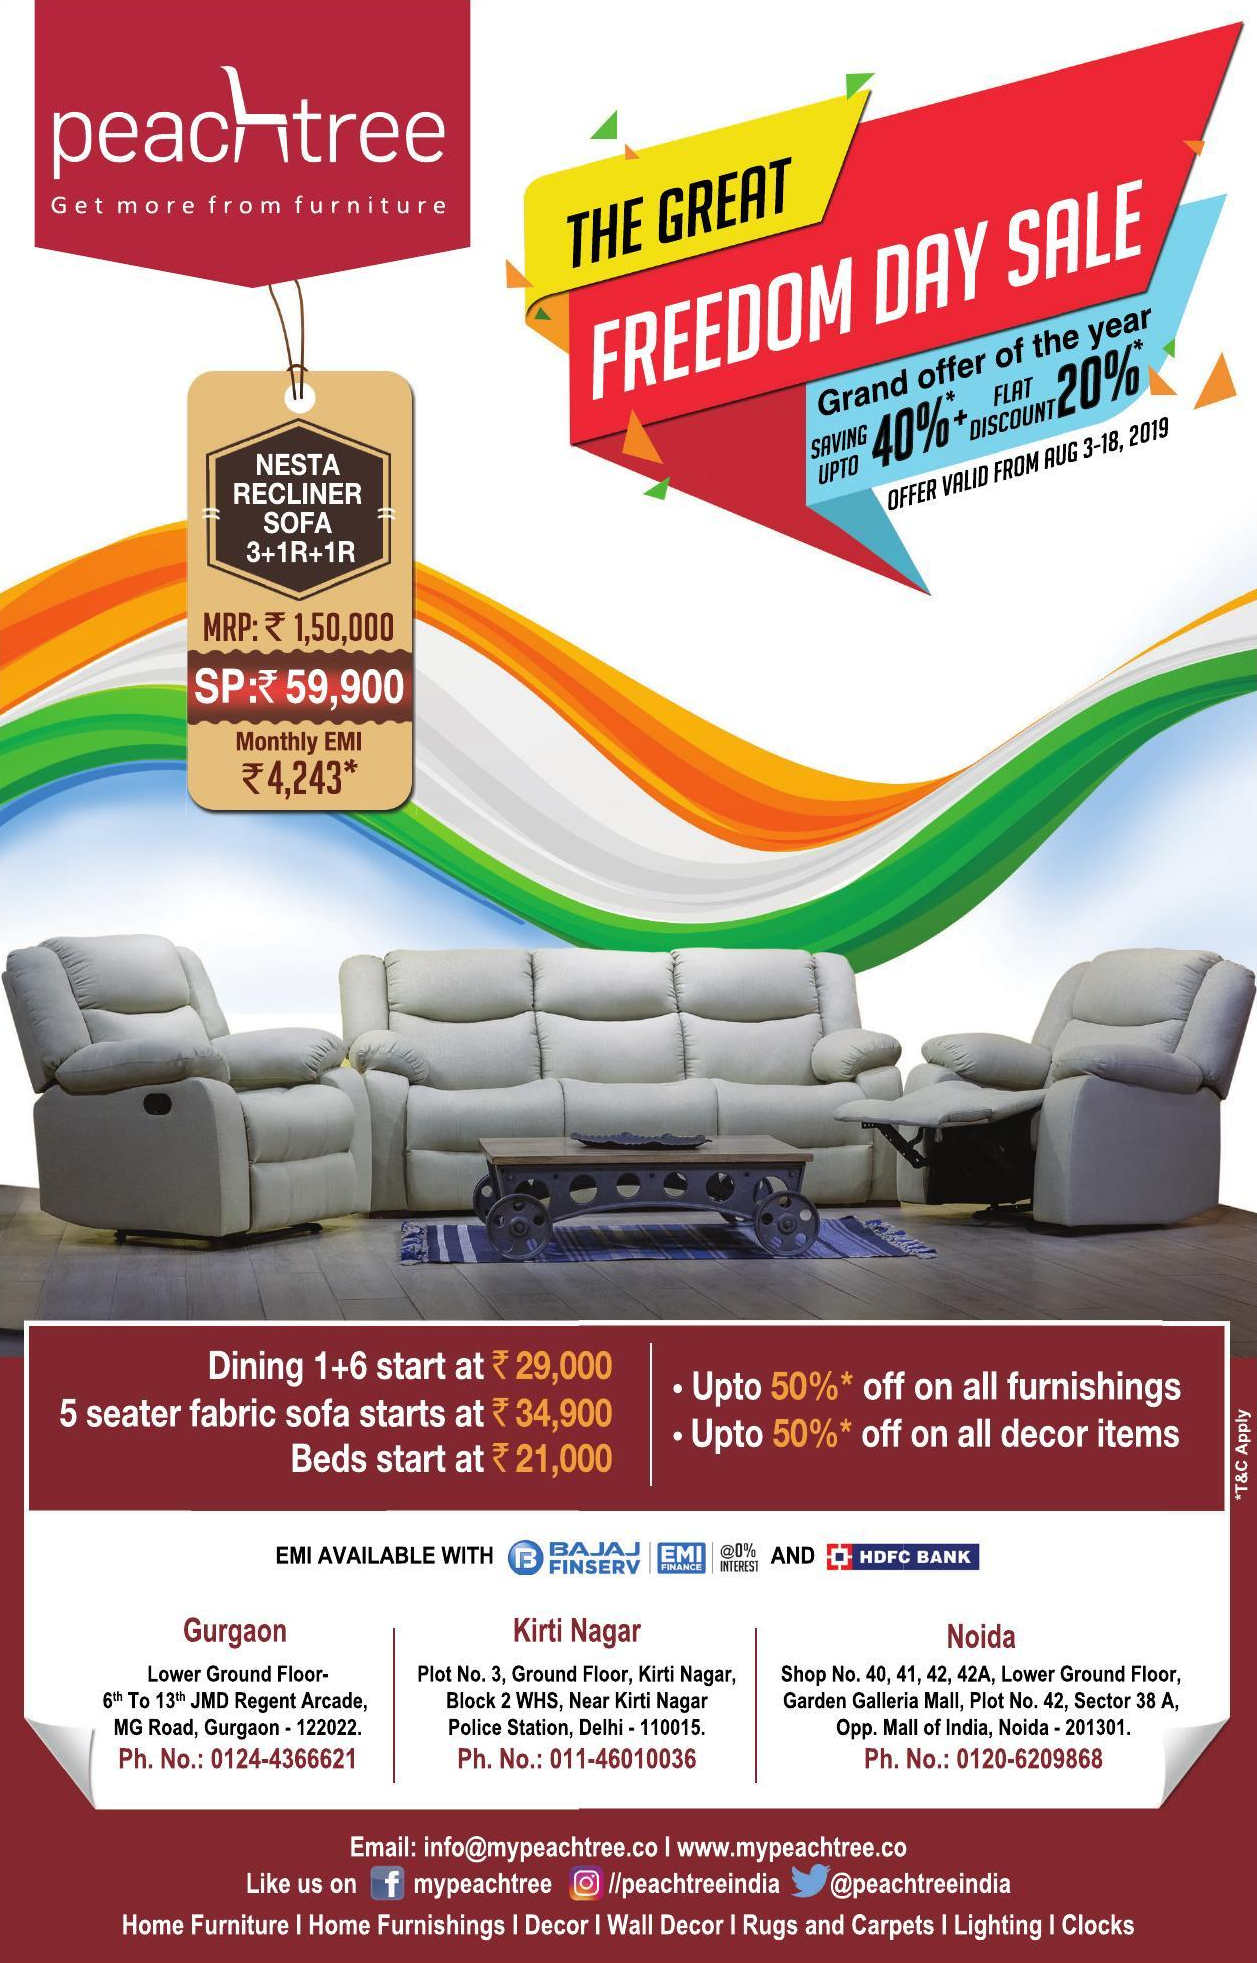 peachtree
Get more from furniture
THE GREAT
FREEDOM DAY SALE
Grand offer of the year
SAVING UPTO 40%*+ FLAT DISCOUNT 20%*
OFFER VALID FROM AUG 3-18, 2019
NESTA
RECLINER
SOFA
3+1R+1R
MRP: ₹ 1,50,000
SP:₹ 59,900
Monthly EMI
₹4,243*
Dining 1+6 start at ₹ 29,000
5 seater fabric sofa starts at ₹ 34,900
Beds start at ₹ 21,000
• Upto 50%* off on all furnishings
• Upto 50%* off on all decor items
*T&C Apply
EMI AVAILABLE WITH B BAJAJ FINSERV | EMI FINANCE | @0% INTEREST AND HDFC BANK
Gurgaon
Lower Ground Floor-
6th To 13th JMD Regent Arcade,
MG Road, Gurgaon - 122022.
Ph. No.: 0124-4366621
Kirti Nagar
Plot No. 3, Ground Floor, Kirti Nagar,
Block 2 WHS, Near Kirti Nagar
Police Station, Delhi - 110015.
Ph. No.: 011-46010036
Noida
Shop No. 40, 41, 42, 42A, Lower Ground Floor,
Garden Galleria Mall, Plot No. 42, Sector 38 A,
Opp. Mall of India, Noida - 201301.
Ph. No.: 0120-6209868
Email: info@mypeachtree.co I www.mypeachtree.co
Like us on f mypeachtree //peachtreeindia @peachtreeindia
Home Furniture I Home Furnishings I Decor I Wall Decor I Rugs and Carpets I Lighting I Clocks